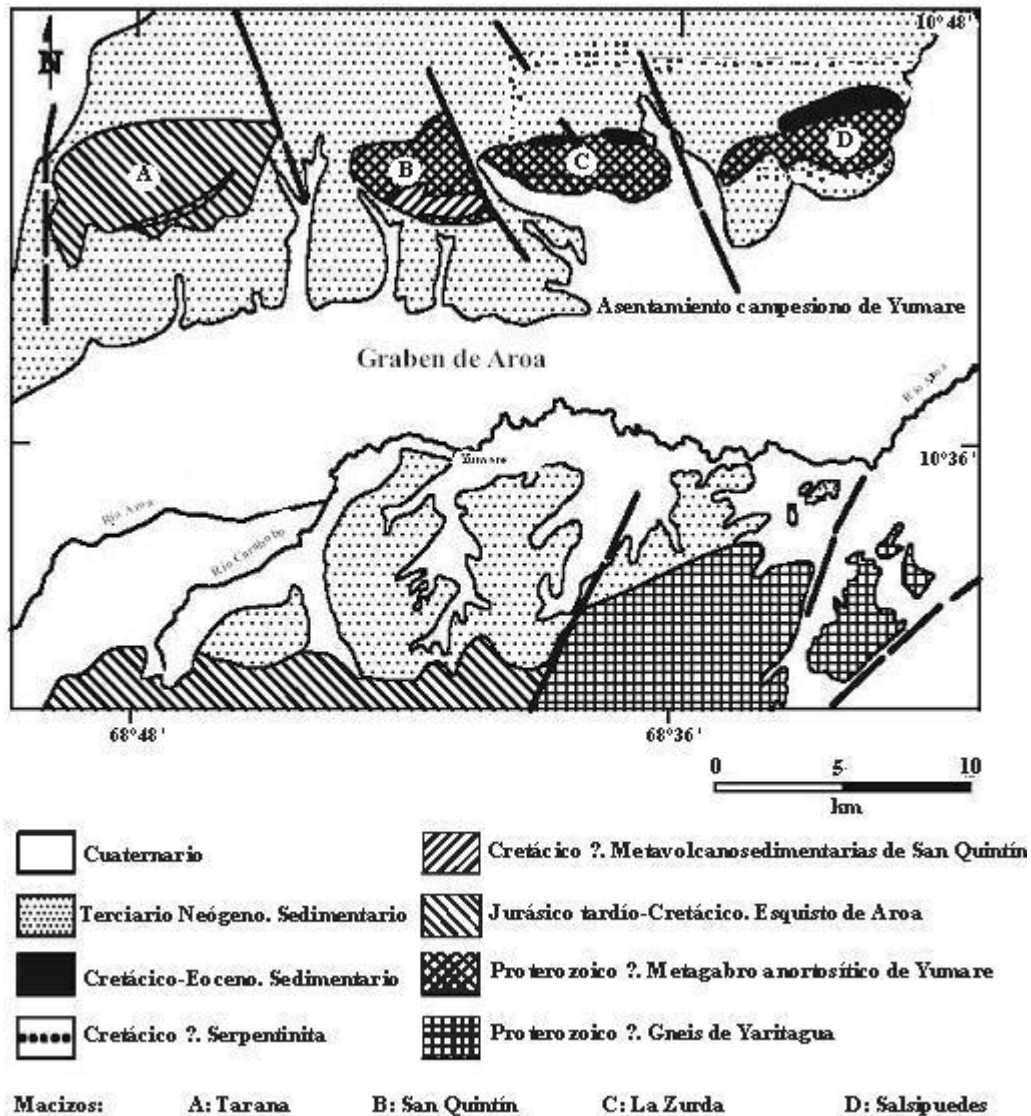 N
10°48'
A
B
C
D
Asentamiento campesiono de Yumare
Graben de Aroa
Río Aroa
10°36'
Yumare
Río Aroa
Río Carabobo
68°48'
68°36'
0 5 10
km
Cuaternario
Terciario Neógeno. Sedimentario
Cretácico-Eoceno. Sedimentario
Cretácico ?. Serpentinita
Cretácico ?. Metavolcanosedimentarias de San Quintín
Jurásico tardío-Cretácico. Esquisto de Aroa
Proterozoico ?. Metagabro anortosítico de Yumare
Proterozoico ?. Gneis de Yaritagua
Macizos: A: Tarana B: San Quintín C: La Zurda D: Salsipuedes